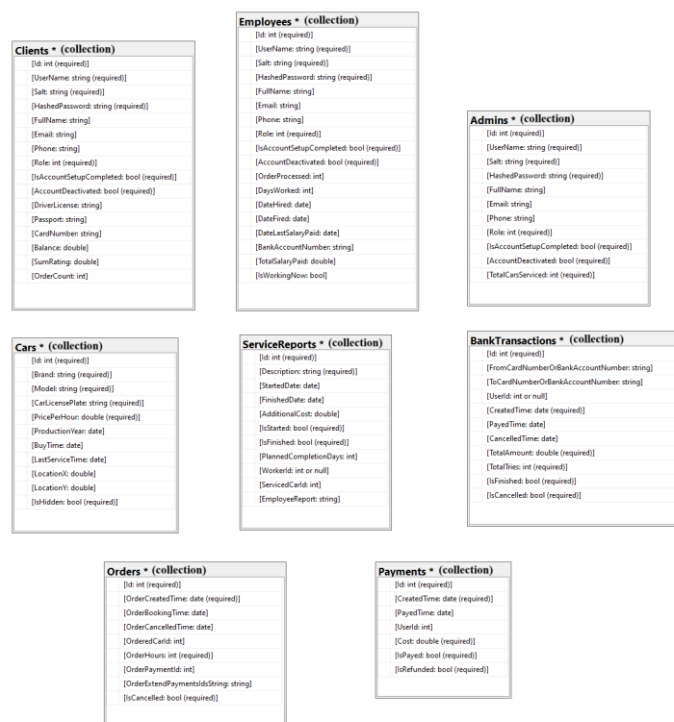 Clients * (collection)
[Id: int (required)]
[UserName: string (required)]
[Salt: string (required)]
[HashedPassword: string (required)]
[FullName: string]
[Email: string]
[Phone: string]
[Role: int (required)]
[IsAccountSetupCompleted: bool (required)]
[AccountDeactivated: bool (required)]
[DriverLicense: string]
[Passport: string]
[CardNumber: string]
[Balance: double]
[SumRating: double]
[OrderCount: int]
Employees * (collection)
[Id: int (required)]
[UserName: string (required)]
[Salt: string (required)]
[HashedPassword: string (required)]
[FullName: string]
[Email: string]
[Phone: string]
[Role: int (required)]
[IsAccountSetupCompleted: bool (required)]
[AccountDeactivated: bool (required)]
[OrderProcessed: int]
[DaysWorked: int]
[DateHired: date]
[DateFired: date]
[DateLastSalaryPaid: date]
[BankAccountNumber: string]
[TotalSalaryPaid: double]
[IsWorkingNow: bool]
Admins * (collection)
[Id: int (required)]
[UserName: string (required)]
[Salt: string (required)]
[HashedPassword: string (required)]
[FullName: string]
[Email: string]
[Phone: string]
[Role: int (required)]
[IsAccountSetupCompleted: bool (required)]
[AccountDeactivated: bool (required)]
[TotalCarsServiced: int (required)]
Cars * (collection)
[Id: int (required)]
[Brand: string (required)]
[Model: string (required)]
[CarLicensePlate: string (required)]
[PricePerHour: double (required)]
[ProductionYear: date]
[BuyTime: date]
[LastServiceTime: date]
[LocationX: double]
[LocationY: double]
[IsHidden: bool (required)]
ServiceReports * (collection)
[Id: int (required)]
[Description: string (required)]
[StartedDate: date]
[FinishedDate: date]
[AdditionalCost: double]
[IsStarted: bool (required)]
[IsFinished: bool (required)]
[PlannedCompletionDays: int]
[WorkerId: int or null]
[ServicedCarId: int]
[EmployeeReport: string]
BankTransactions * (collection)
[Id: int (required)]
[FromCardNumberOrBankAccountNumber: string]
[ToCardNumberOrBankAccountNumber: string]
[UserId: int or null]
[CreatedTime: date (required)]
[PayedTime: date]
[CancelledTime: date]
[TotalAmount: double (required)]
[TotalTries: int (required)]
[IsFinished: bool (required)]
[IsCancelled: bool (required)]
Orders * (collection)
[Id: int (required)]
[OrderCreatedTime: date (required)]
[OrderBookingTime: date]
[OrderCancelledTime: date]
[OrderedCarId: int]
[OrderHours: int (required)]
[OrderPaymentId: int]
[OrderExtendPaymentsIdsString: string]
[IsCancelled: bool (required)]
Payments * (collection)
[Id: int (required)]
[CreatedTime: date (required)]
[PayedTime: date]
[UserId: int]
[Cost: double (required)]
[IsPayed: bool (required)]
[IsRefunded: bool (required)]